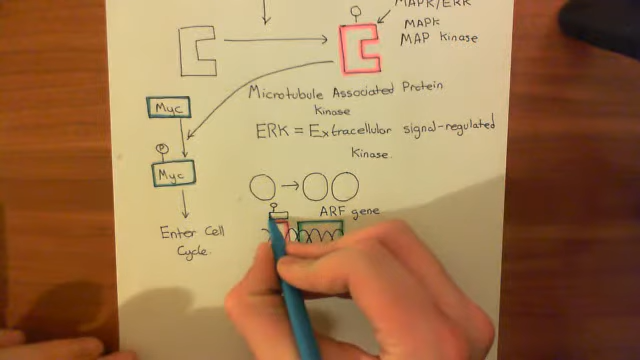 MAPK/ERK
MAPK
MAP Kinase
Microtubule Associated Protein
Kinase
ERK = Extracellular signal-regulated
Kinase.
Myc
P
Myc
Enter Cell
Cycle.
ARF gene